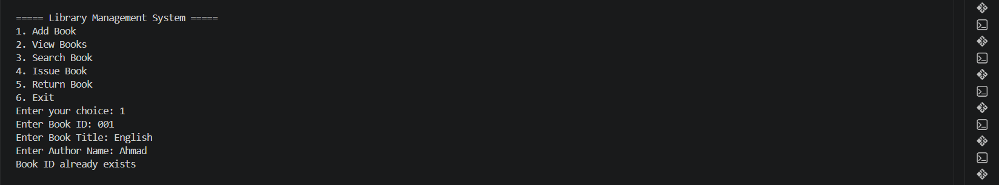 ===== Library Management System =====
1. Add Book
2. View Books
3. Search Book
4. Issue Book
5. Return Book
6. Exit
Enter your choice: 1
Enter Book ID: 001
Enter Book Title: English
Enter Author Name: Ahmad
Book ID already exists